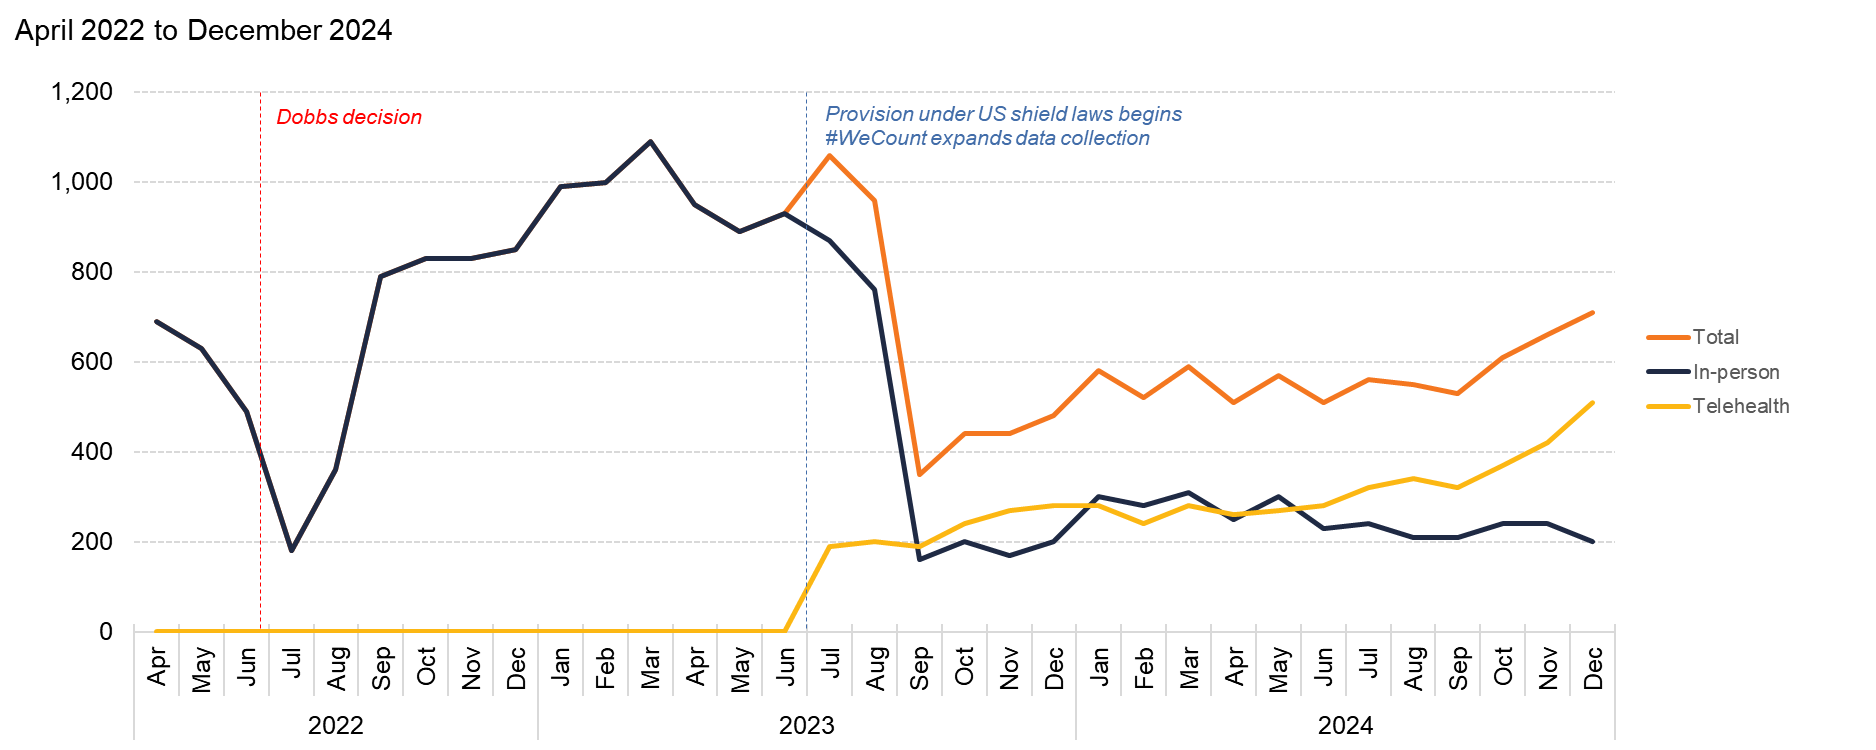 April 2022 to December 2024
1,200
1,000
800
600
400
200
0
Dobbs decision
Provision under US shield laws begins
#WeCount expands data collection
Total
In-person
Telehealth
Apr May Jun Jul Aug Sep Oct Nov Dec Jan Feb Mar Apr May Jun Jul Aug Sep Oct Nov Dec Jan Feb Mar Apr May Jun Jul Aug Sep Oct Nov Dec
2022 2023 2024